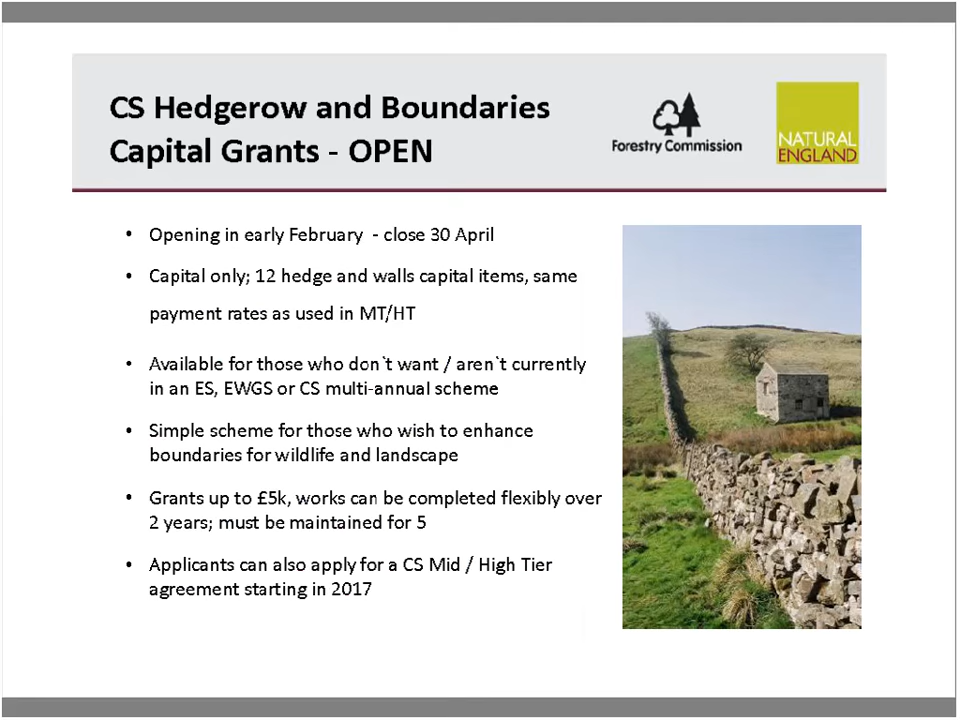 CS Hedgerow and Boundaries
Capital Grants - OPEN
Forestry Commission
NATURAL
ENGLAND
• Opening in early February - close 30 April
• Capital only; 12 hedge and walls capital items, same
payment rates as used in MT/HT
• Available for those who don`t want / aren`t currently
in an ES, EWGS or CS multi-annual scheme
• Simple scheme for those who wish to enhance
boundaries for wildlife and landscape
• Grants up to £5k, works can be completed flexibly over
2 years; must be maintained for 5
• Applicants can also apply for a CS Mid / High Tier
agreement starting in 2017